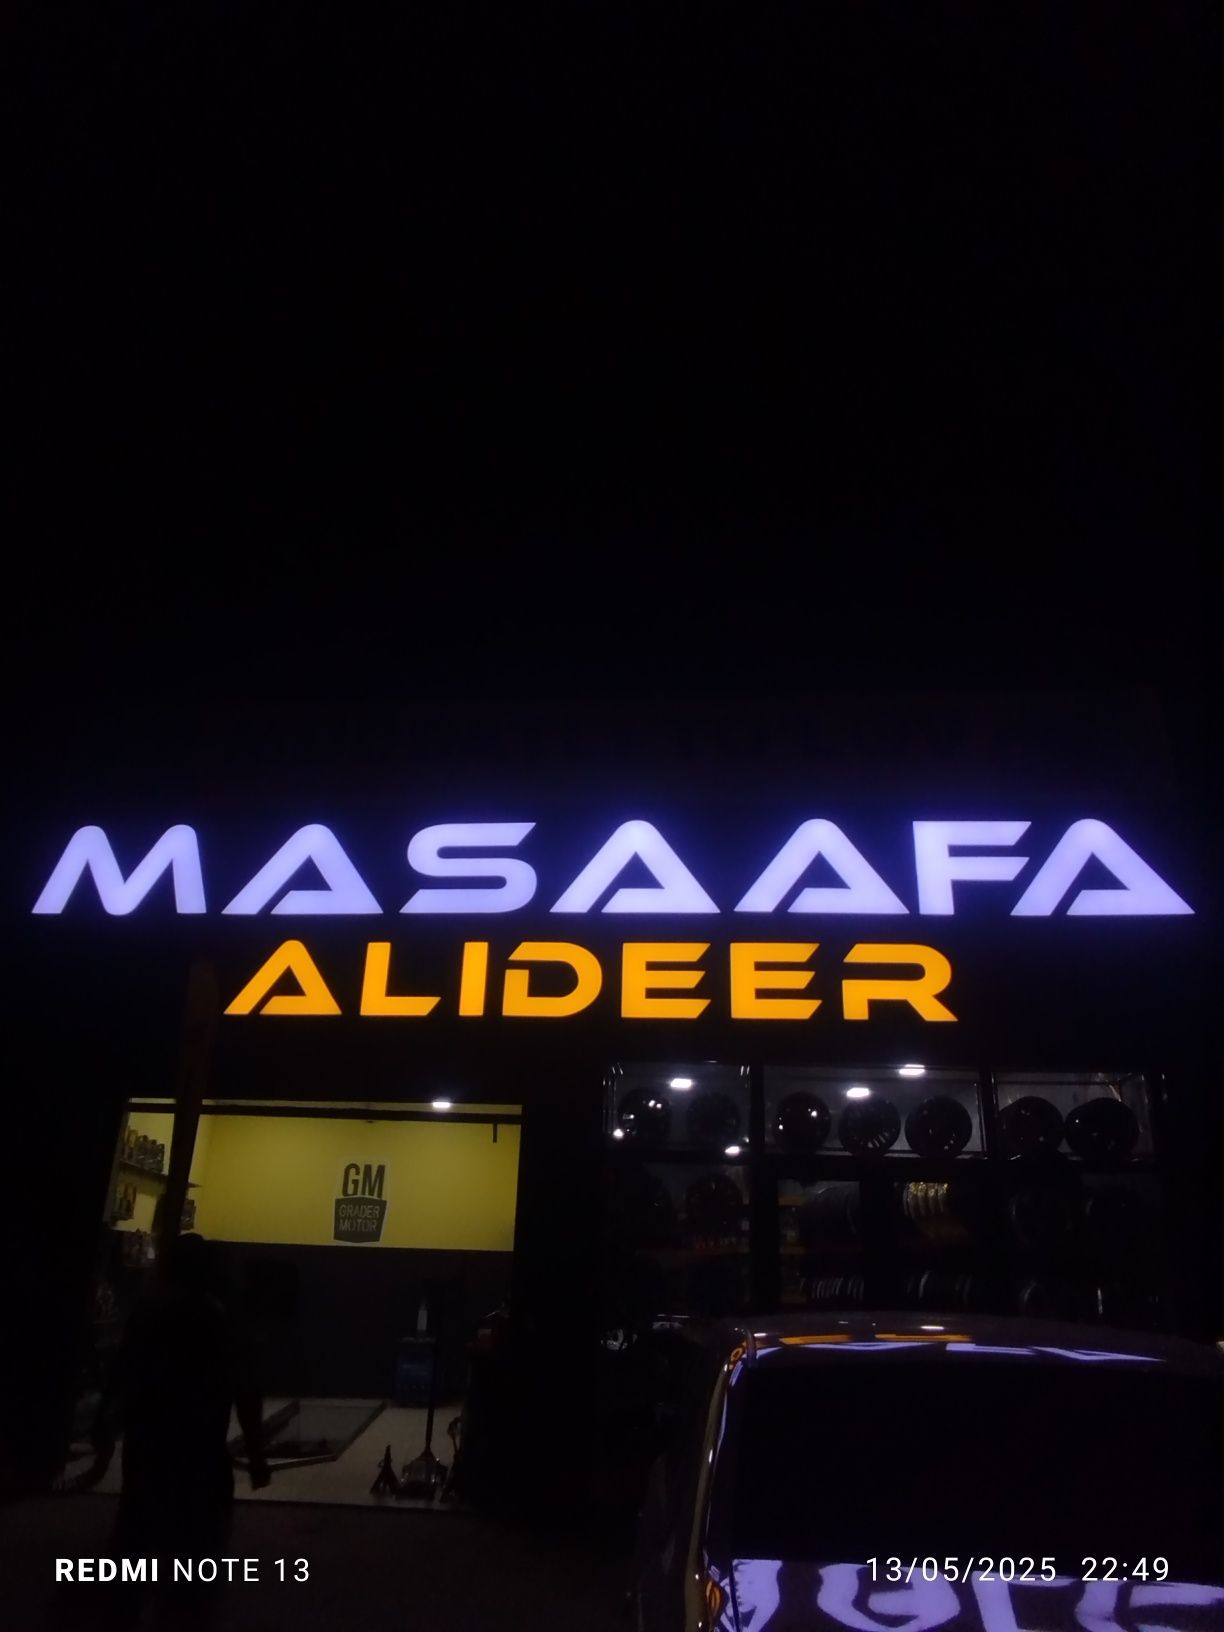 MASAAFA
ALIDEER
GM
GRADER
MOTOR
REDMI NOTE 13
13/05/2025 22:49